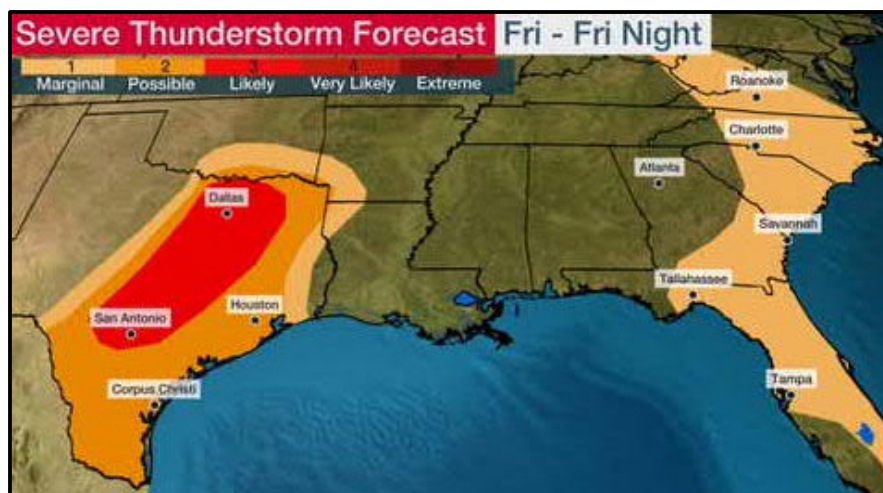 Severe Thunderstorm Forecast Fri - Fri Night
1 2 3 4
Marginal Possible Likely Very Likely Extreme
Roanoke
Charlotte
Atlanta
Dallas
Savannah
Tallahassee
Houston
San Antonio
Tampa
Corpus Christi